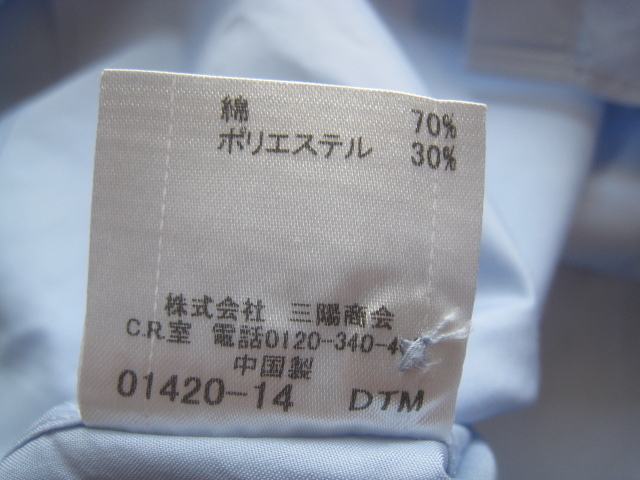 綿 70%
ポリエステル 30%
株式会社 三陽商会
C.R.室 電話0120-340-4
中国製
01420-14 DTM